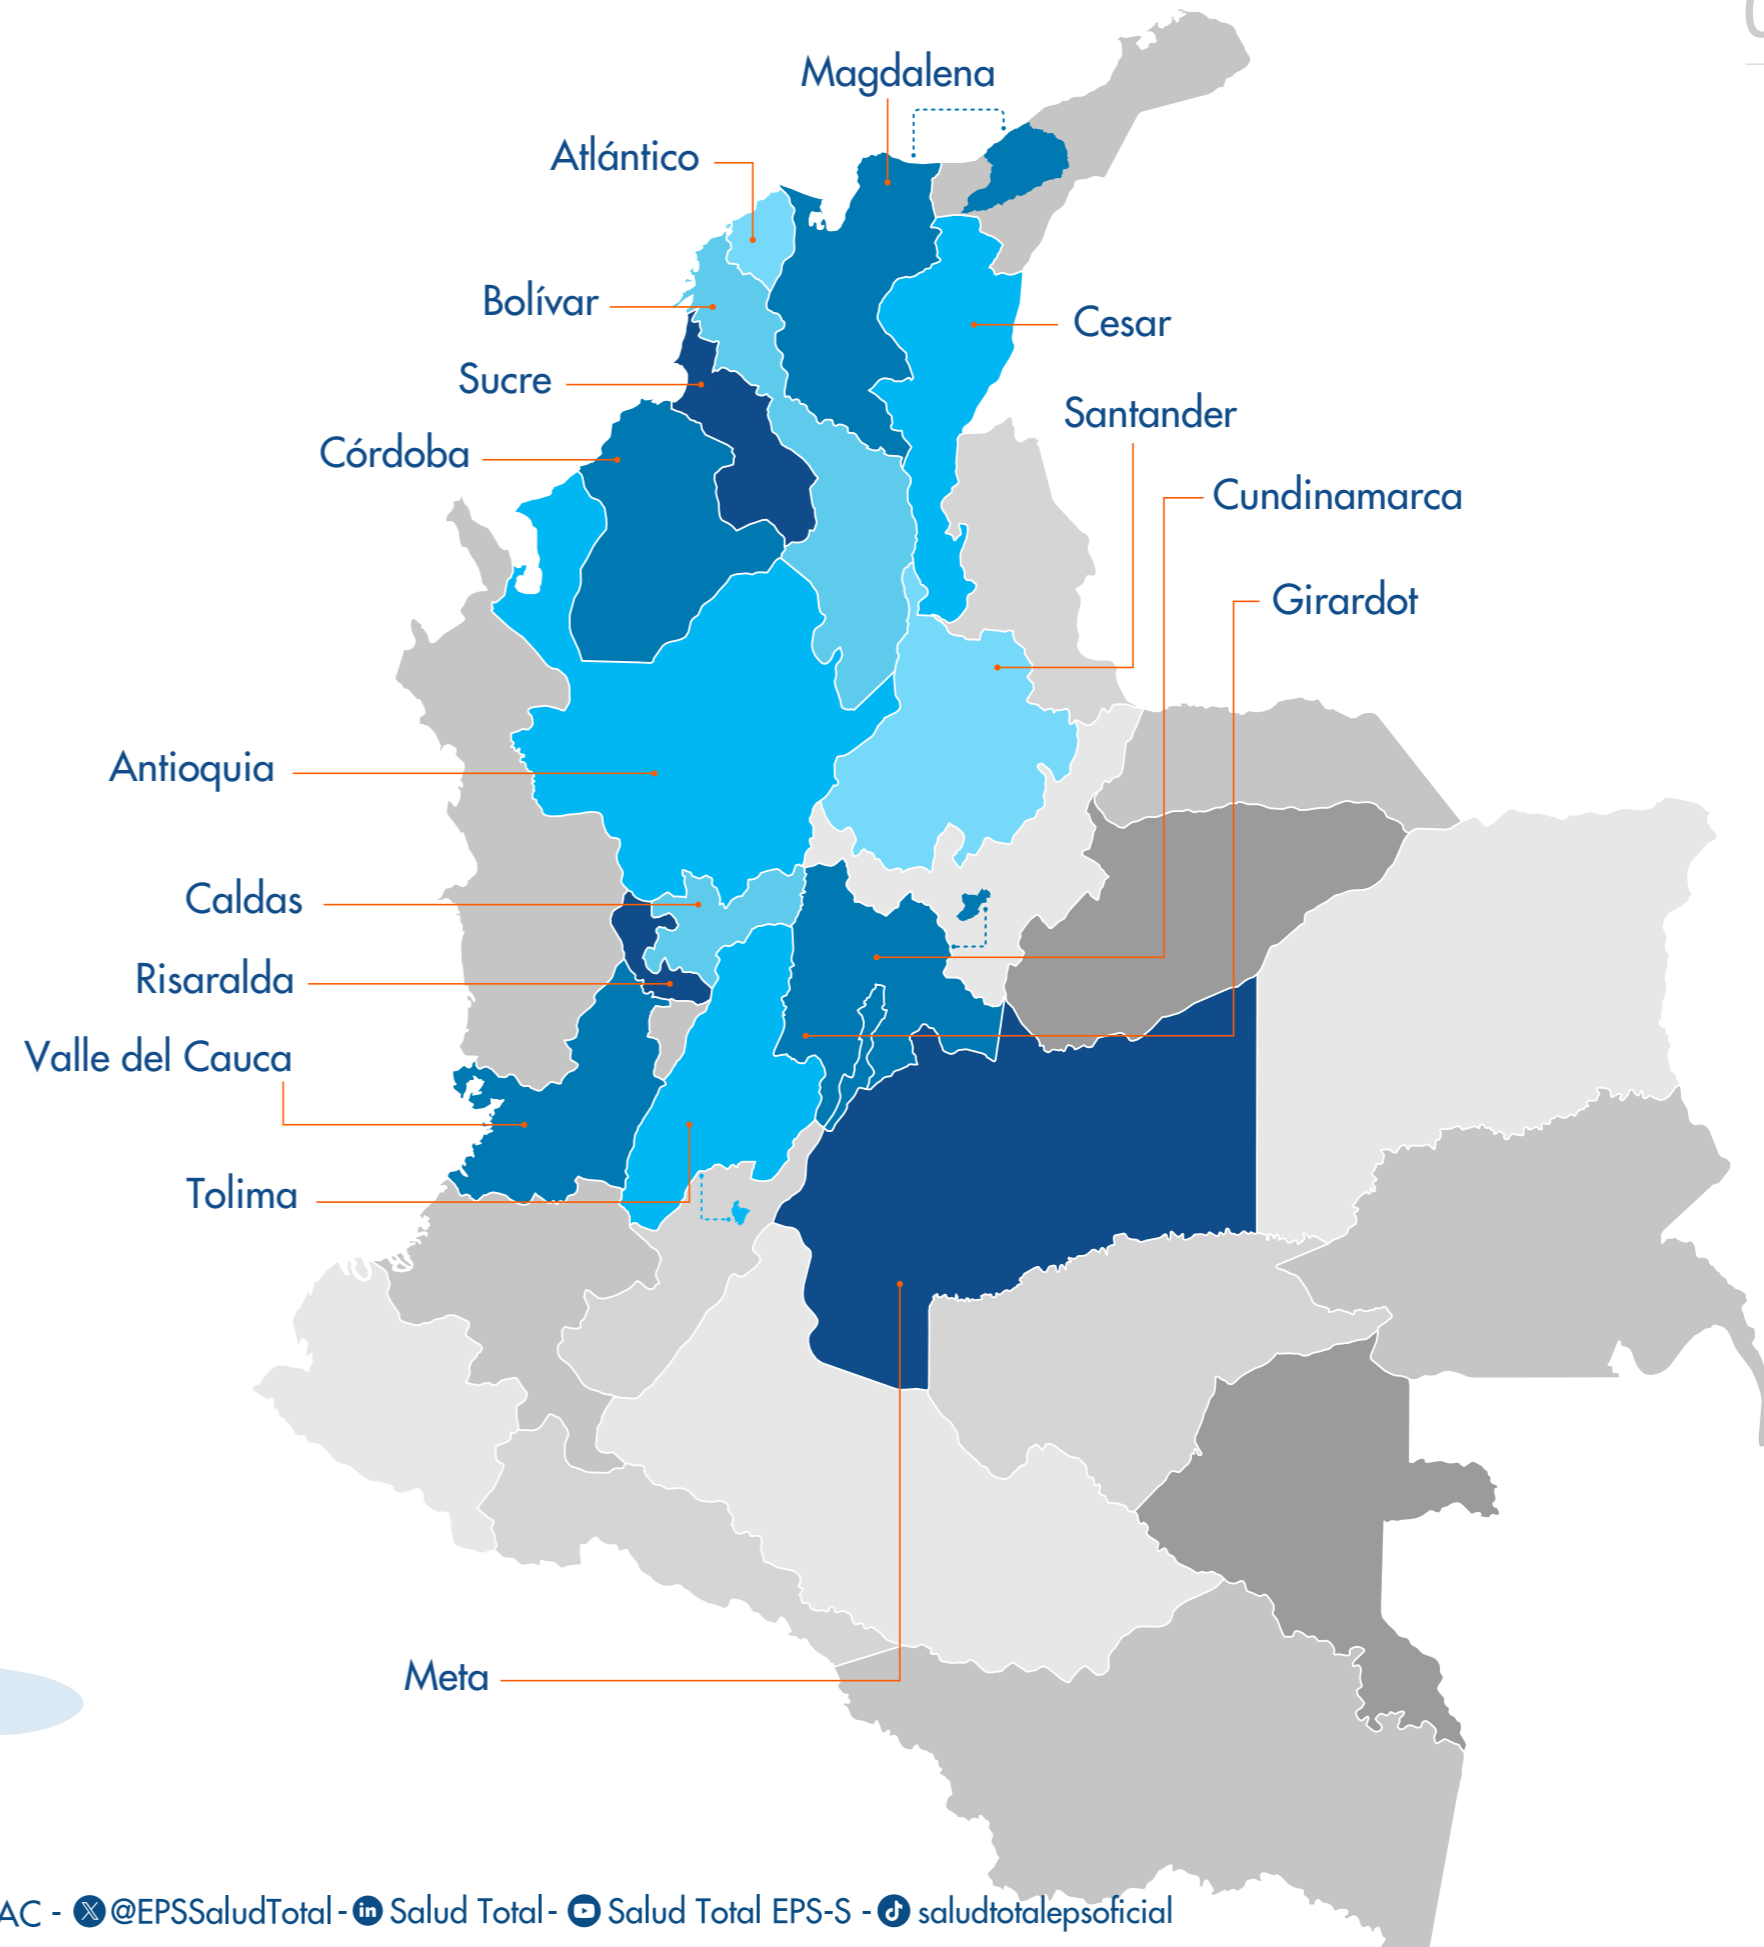 Magdalena
Atlántico
Bolívar
Cesar
Sucre
Santander
Córdoba
Cundinamarca
Girardot
Antioquia
Caldas
Risaralda
Valle del Cauca
Tolima
Meta
AC - @EPSSaludTotal - Salud Total - Salud Total EPS-S - saludtotalepsoficial